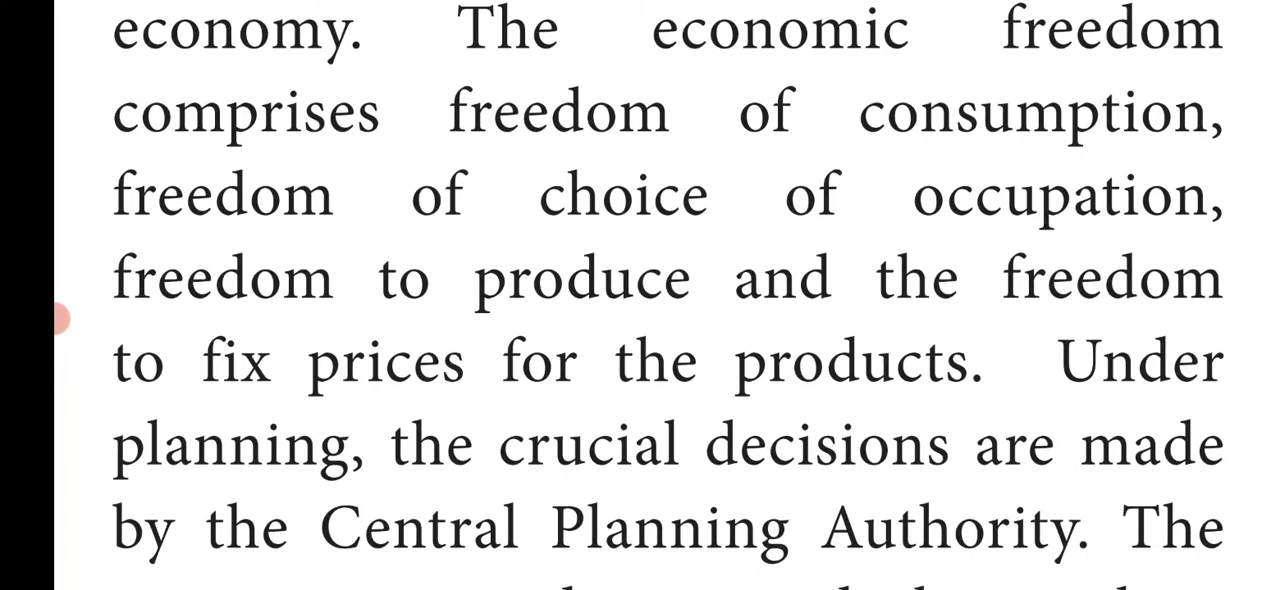 economy. The economic freedom
comprises freedom of consumption,
freedom of choice of occupation,
freedom to produce and the freedom
to fix prices for the products. Under
planning, the crucial decisions are made
by the Central Planning Authority. The